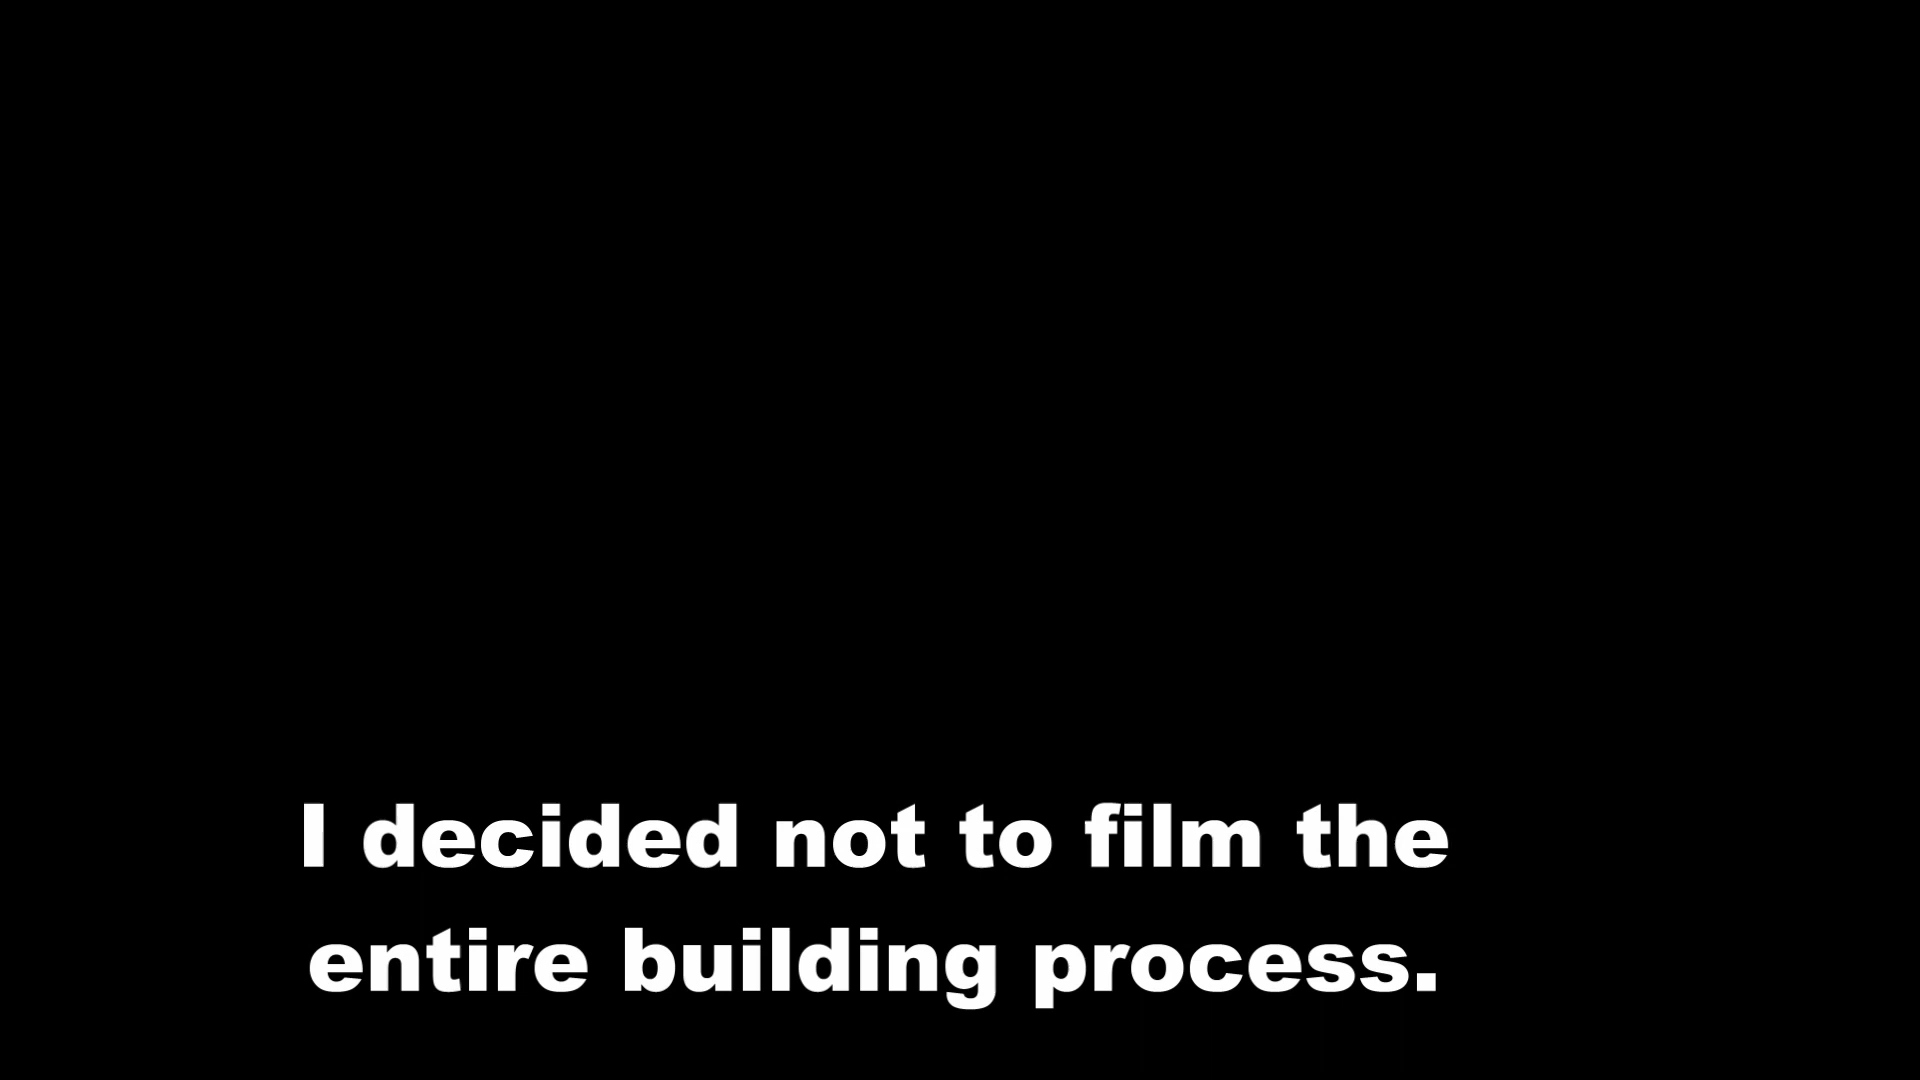 I decided not to film the
entire building process.